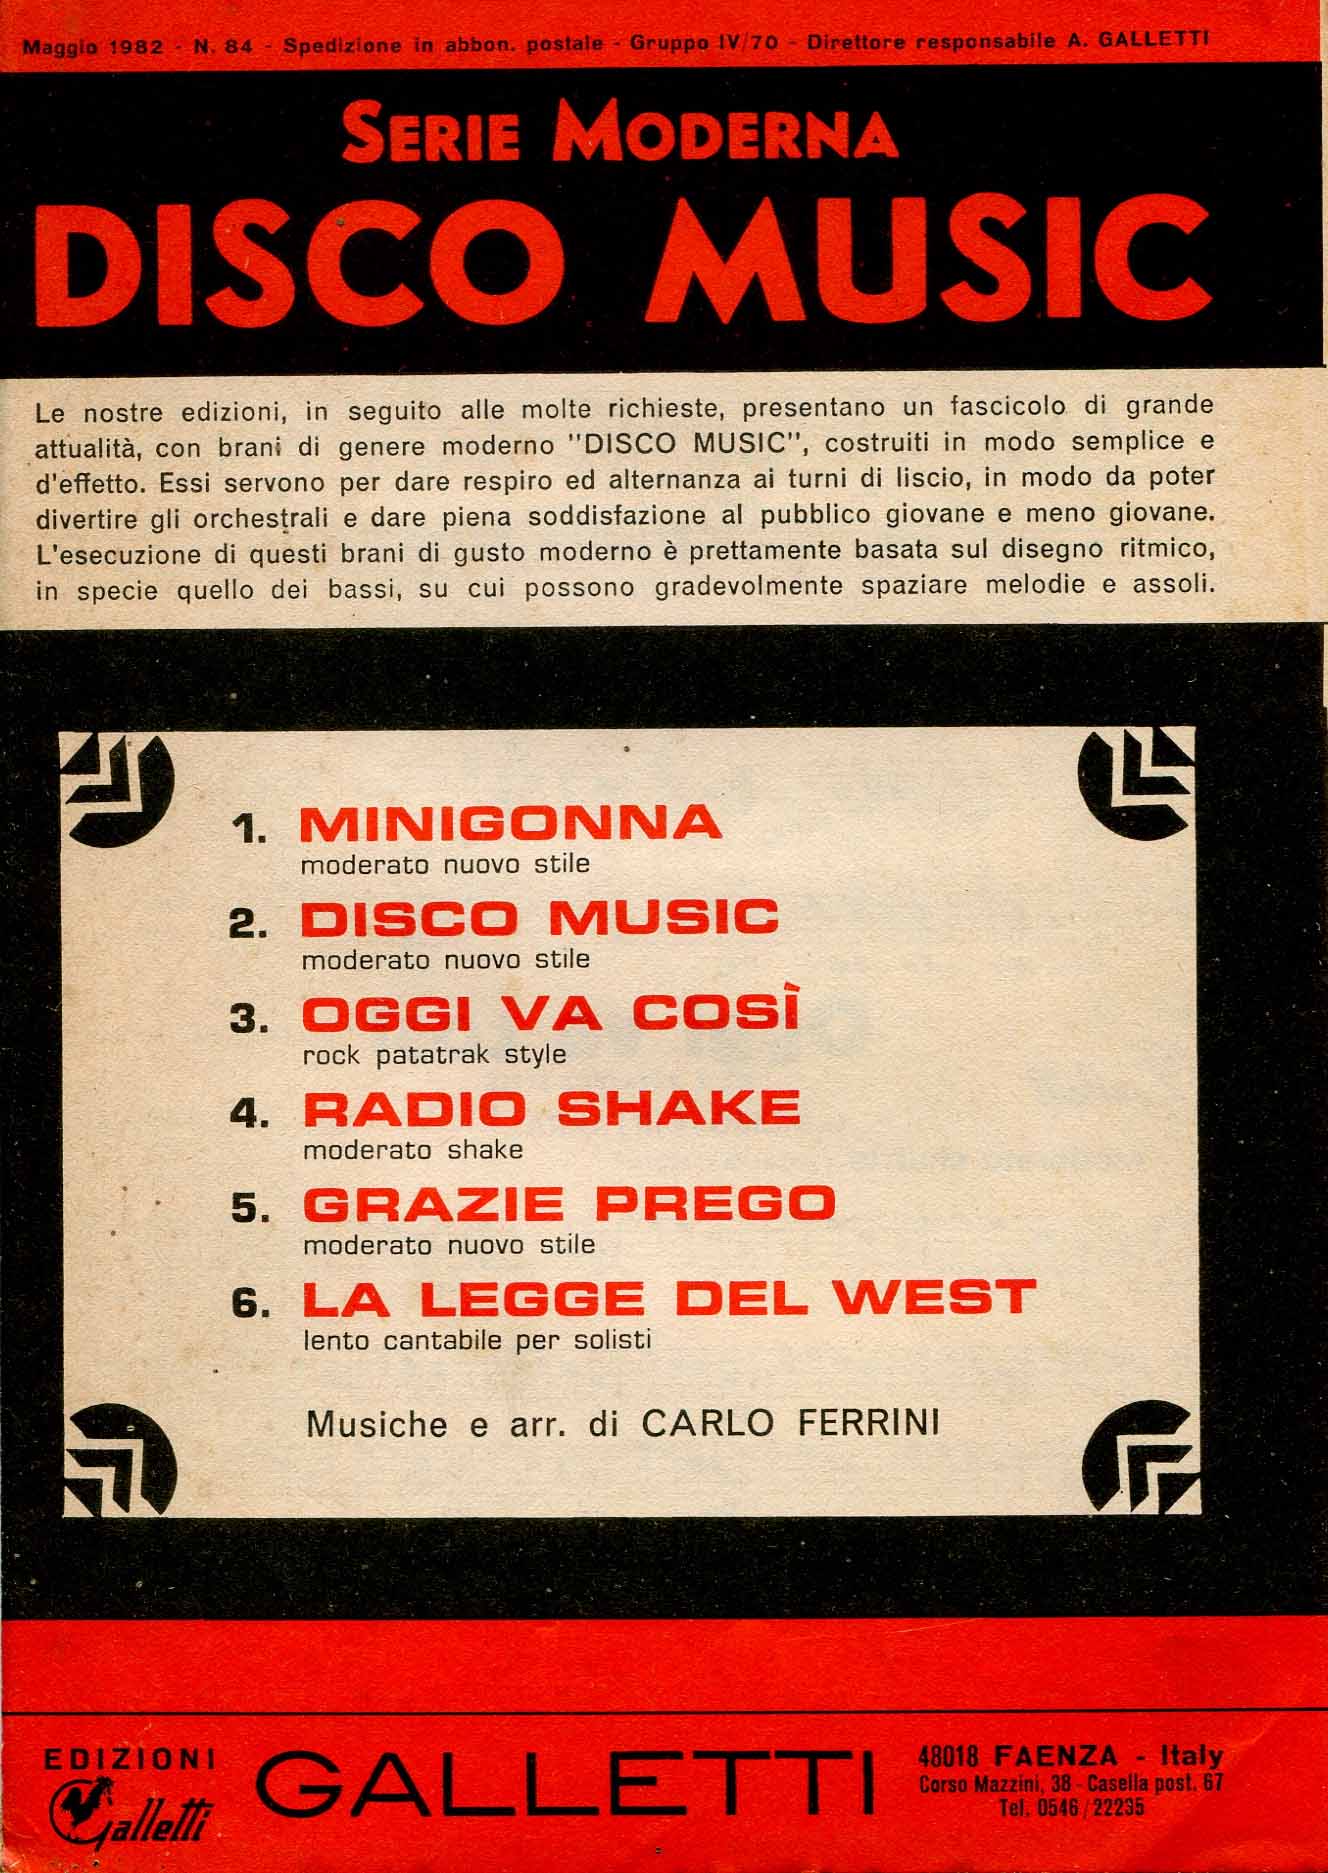 Maggio 1982 - N. 84 - Spedizione in abbon. postale - Gruppo IV/70 - Direttore responsabile A. GALLETTI
SERIE MODERNA
DISCO MUSIC
Le nostre edizioni, in seguito alle molte richieste, presentano un fascicolo di grande
attualità, con brani di genere moderno "DISCO MUSIC", costruiti in modo semplice e
d'effetto. Essi servono per dare respiro ed alternanza ai turni di liscio, in modo da poter
divertire gli orchestrali e dare piena soddisfazione al pubblico giovane e meno giovane.
L'esecuzione di questi brani di gusto moderno è prettamente basata sul disegno ritmico,
in specie quello dei bassi, su cui possono gradevolmente spaziare melodie e assoli.
1. MINIGONNA
moderato nuovo stile
2. DISCO MUSIC
moderato nuovo stile
3. OGGI VA COSÌ
rock patatrak style
4. RADIO SHAKE
moderato shake
5. GRAZIE PREGO
moderato nuovo stile
6. LA LEGGE DEL WEST
lento cantabile per solisti
Musiche e arr. di CARLO FERRINI
EDIZIONI
Galletti
GALLETTI
48018 FAENZA - Italy
Corso Mazzini, 38 - Casella post. 67
Tel. 0546/22235